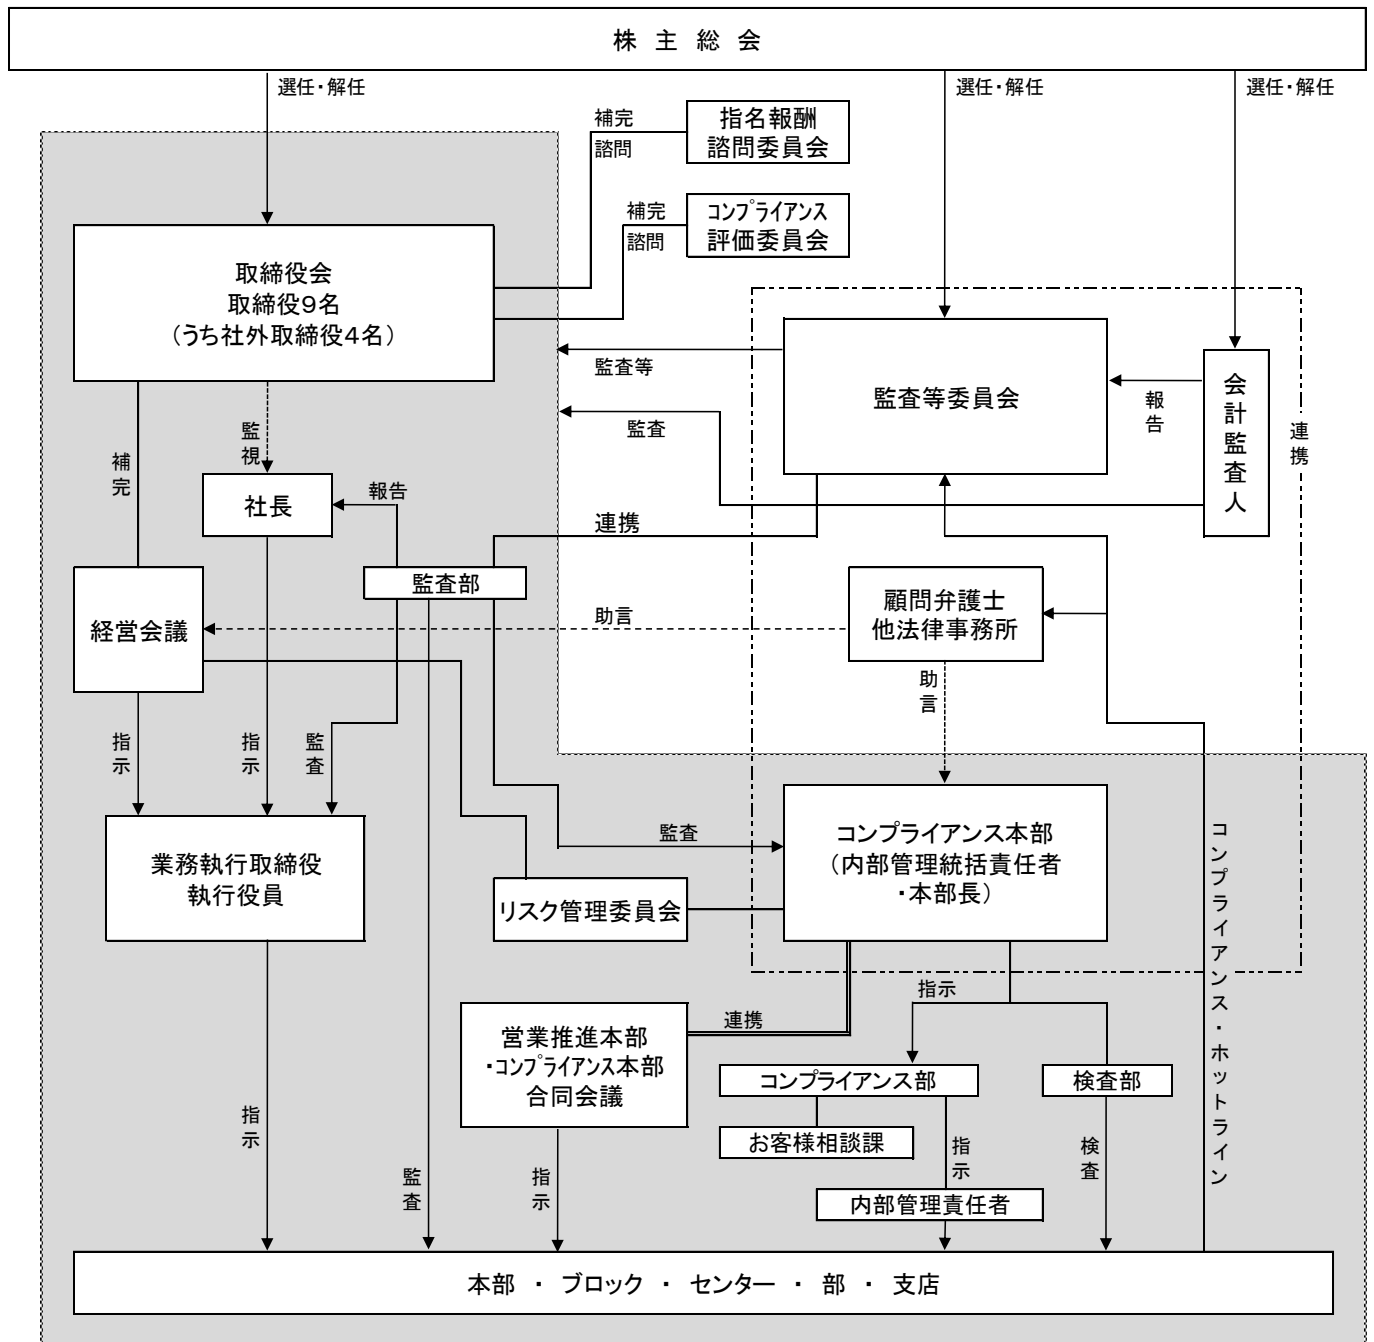 株 主 総 会
選任・解任
選任・解任
選任・解任
補完
諮問
指名報酬
諮問委員会
補完
諮問
コンプライアンス
評価委員会
取締役会
取締役9名
(うち社外取締役4名)
監査等
監査
監査等委員会
報告
会計監査人
連携
監視
補完
社長
報告
連携
監査部
経営会議
助言
顧問弁護士
他法律事務所
助言
指示
指示
監査
業務執行取締役
執行役員
監査
コンプライアンス本部
(内部管理統括責任者
・本部長)
リスク管理委員会
コンプライアンス・ホットライン
指示
連携
営業推進本部
・コンプライアンス本部
合同会議
コンプライアンス部
検査部
お客様相談課
指示
監査
指示
指示
検査
内部管理責任者
本部 ・ ブロック ・ センター ・ 部 ・ 支店